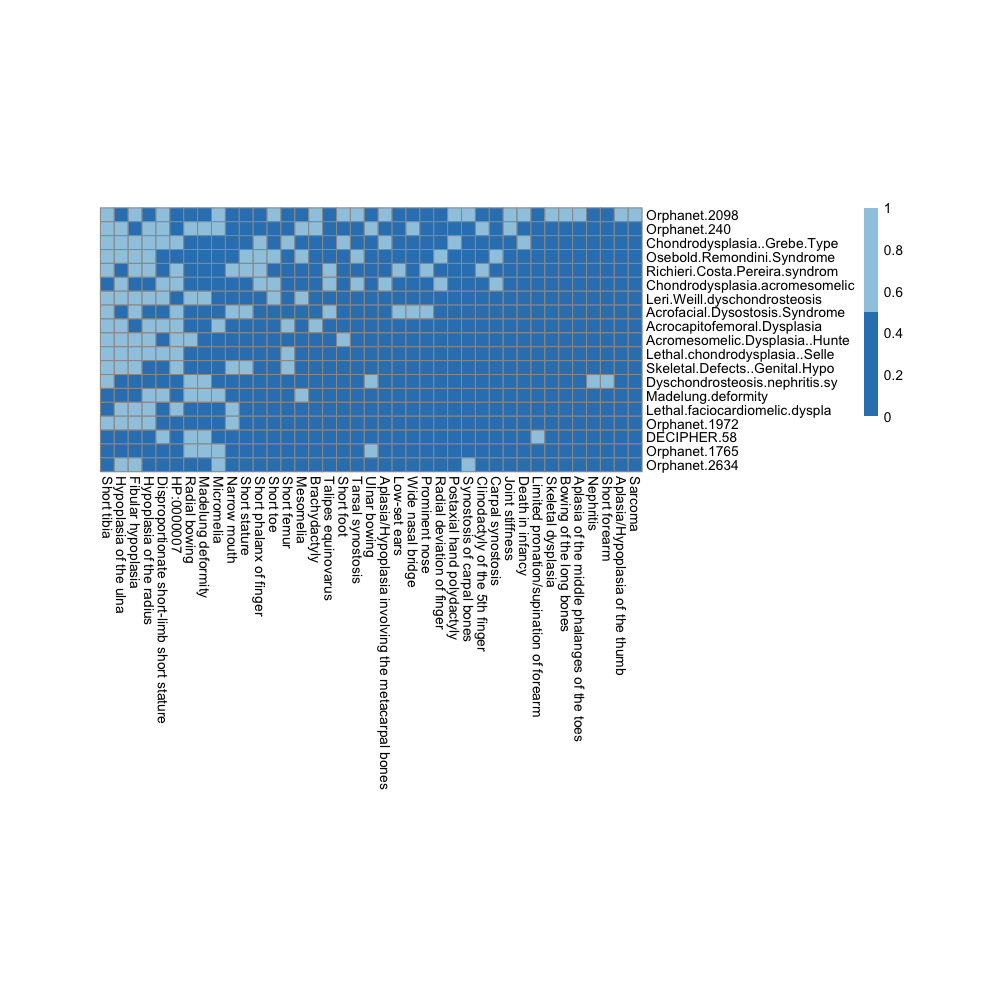 Orphanet.2098
Orphanet.240
Chondrodysplasia..Grebe.Type
Osebold.Remondini.Syndrome
Richieri.Costa.Pereira.syndrom
Chondrodysplasia.acromesomelic
Leri.Weill.dyschondrosteosis
Acrofacial.Dysostosis.Syndrome
Acrocapitofemoral.Dysplasia
Acromesomelic.Dysplasia..Hunte
Lethal.chondrodysplasia..Selle
Skeletal.Defects..Genital.Hypo
Dyschondrosteosis.nephritis.sy
Madelung.deformity
Lethal.faciocardiomelic.dyspla
Orphanet.1972
DECIPHER.58
Orphanet.1765
Orphanet.2634
1
0.8
0.6
0.4
0.2
0
Short tibia
Hypoplasia of the ulna
Fibular hypoplasia
Hypoplasia of the radius
Disproportionate short-limb short stature
HP:0000007
Radial bowing
Madelung deformity
Micromelia
Narrow mouth
Short stature
Short phalanx of finger
Short toe
Short femur
Mesomelia
Brachydactyly
Talipes equinovarus
Short foot
Tarsal synostosis
Ulnar bowing
Aplasia/Hypoplasia involving the metacarpal bones
Low-set ears
Wide nasal bridge
Prominent nose
Radial deviation of finger
Postaxial hand polydactyly
Synostosis of carpal bones
Clinodactyly of the 5th finger
Carpal synostosis
Joint stiffness
Death in infancy
Limited pronation/supination of forearm
Skeletal dysplasia
Bowing of the long bones
Aplasia of the middle phalanges of the toes
Nephritis
Short forearm
Aplasia/Hypoplasia of the thumb
Sarcoma